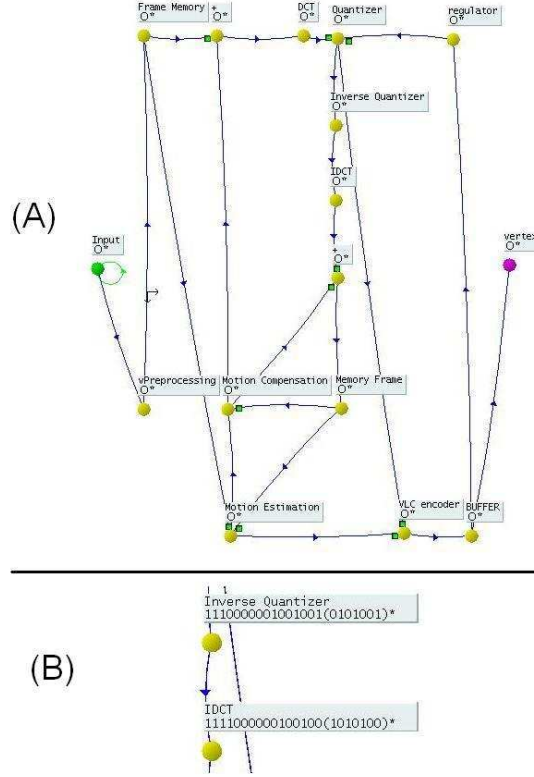 Frame Memory
O*
+
O*
DCT
O*
Quantizer
O*
regulator
O*
Inverse Quantizer
O*
IDCT
O*
(A)
Input
O*
+
O*
vertex
O*
vPreprocessing
O*
Motion Compensation
O*
Memory Frame
O*
Motion Estimation
O*
VLC encoder
O*
BUFFER
O*
(B)
Inverse Quantizer
1110000001001001(0101001)*
IDCT
1111000000100100(1010100)*